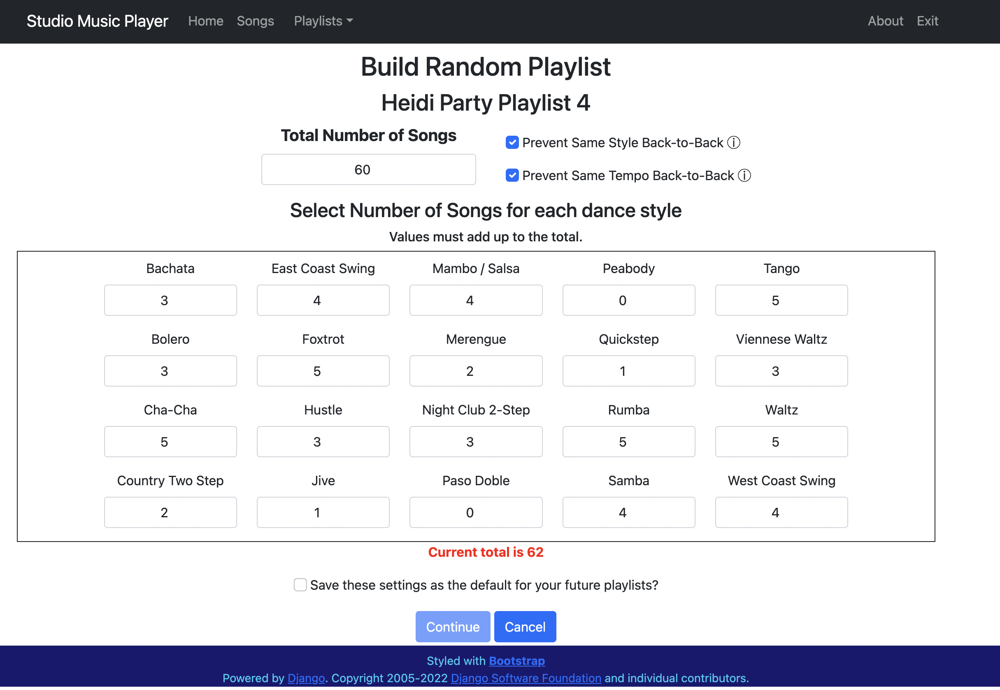 Studio Music Player Home Songs Playlists About Exit
Build Random Playlist
Heidi Party Playlist 4
Total Number of Songs
60
Prevent Same Style Back-to-Back
Prevent Same Tempo Back-to-Back
Select Number of Songs for each dance style
Values must add up to the total.
Bachata East Coast Swing Mambo / Salsa Peabody Tango
3 4 4 0 5
Bolero Foxtrot Merengue Quickstep Viennese Waltz
3 5 2 1 3
Cha-Cha Hustle Night Club 2-Step Rumba Waltz
5 3 3 5 5
Country Two Step Jive Paso Doble Samba West Coast Swing
2 1 0 4 4
Current total is 62
Save these settings as the default for your future playlists?
Continue Cancel
Styled with Bootstrap
Powered by Django. Copyright 2005-2022 Django Software Foundation and individual contributors.